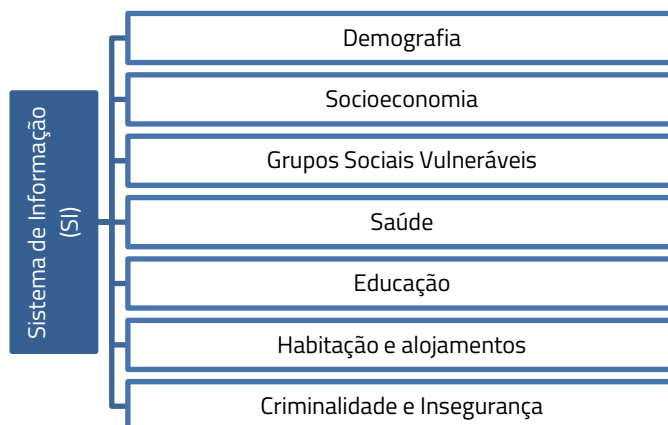 Sistema de Informação
(SI)
Demografia
Socioeconomia
Grupos Sociais Vulneráveis
Saúde
Educação
Habitação e alojamentos
Criminalidade e Insegurança